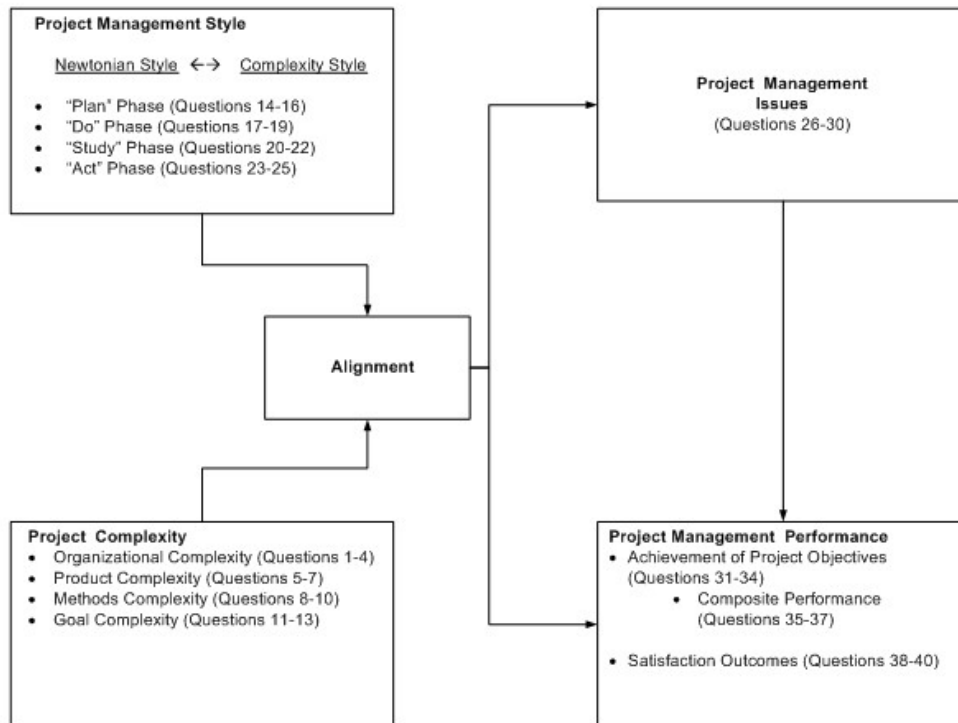 Project Management Style
Newtonian Style ←→ Complexity Style
• “Plan” Phase (Questions 14-16)
• “Do” Phase (Questions 17-19)
• “Study” Phase (Questions 20-22)
• “Act” Phase (Questions 23-25)
Project Management
Issues
(Questions 26-30)
Alignment
Project Complexity
• Organizational Complexity (Questions 1-4)
• Product Complexity (Questions 5-7)
• Methods Complexity (Questions 8-10)
• Goal Complexity (Questions 11-13)
Project Management Performance
• Achievement of Project Objectives
(Questions 31-34)
• Composite Performance
(Questions 35-37)
• Satisfaction Outcomes (Questions 38-40)